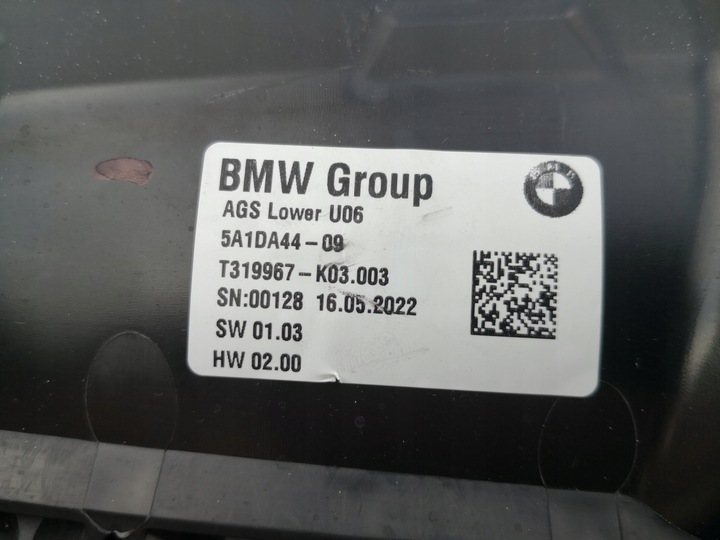 BMW Group
AGS Lower U06
5A1DA44-09
T319967-K03.003
SN:00128 16.05.2022
SW 01.03
HW 02.00
BMW